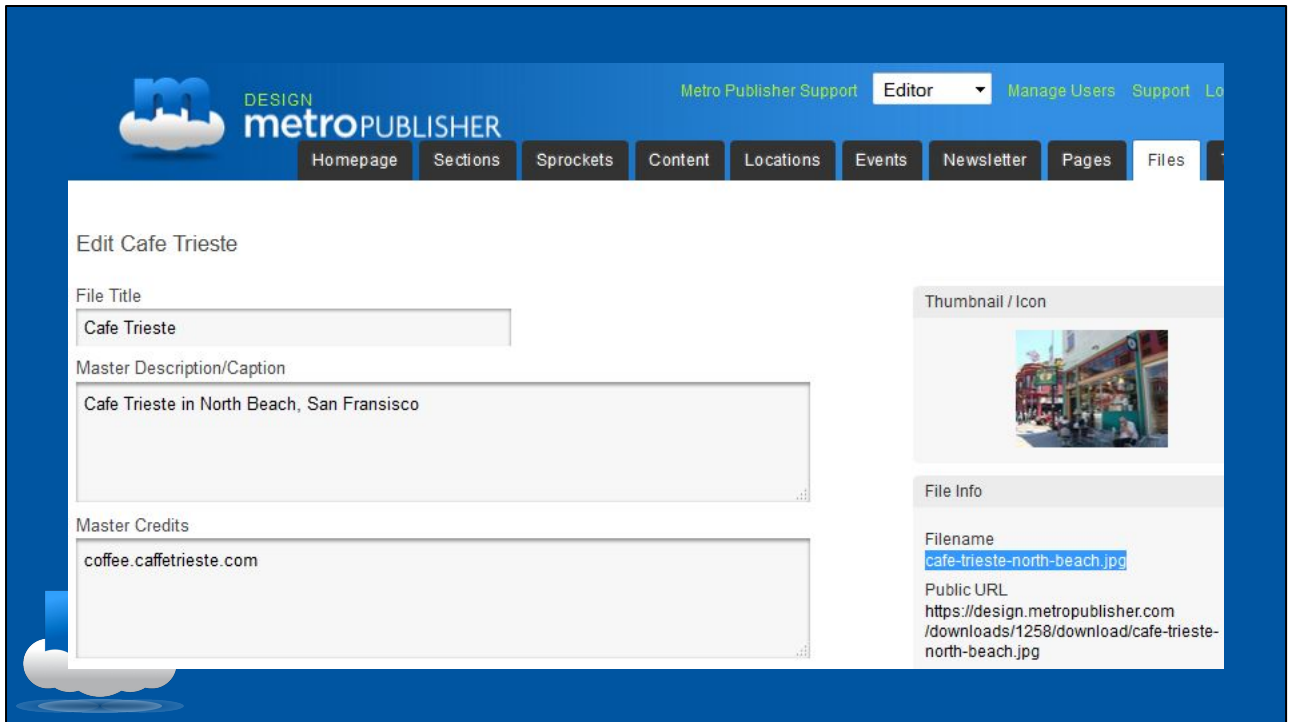 DESIGN
metroPUBLISHER
Metro Publisher Support Editor Manage Users Support Lo
Homepage Sections Sprockets Content Locations Events Newsletter Pages Files
Edit Cafe Trieste
File Title
Cafe Trieste
Master Description/Caption
Cafe Trieste in North Beach, San Fransisco
Master Credits
coffee.caffetrieste.com
Thumbnail / Icon
File Info
Filename
cafe-trieste-north-beach.jpg
Public URL
https://design.metropublisher.com
/downloads/1258/download/cafe-trieste-
north-beach.jpg